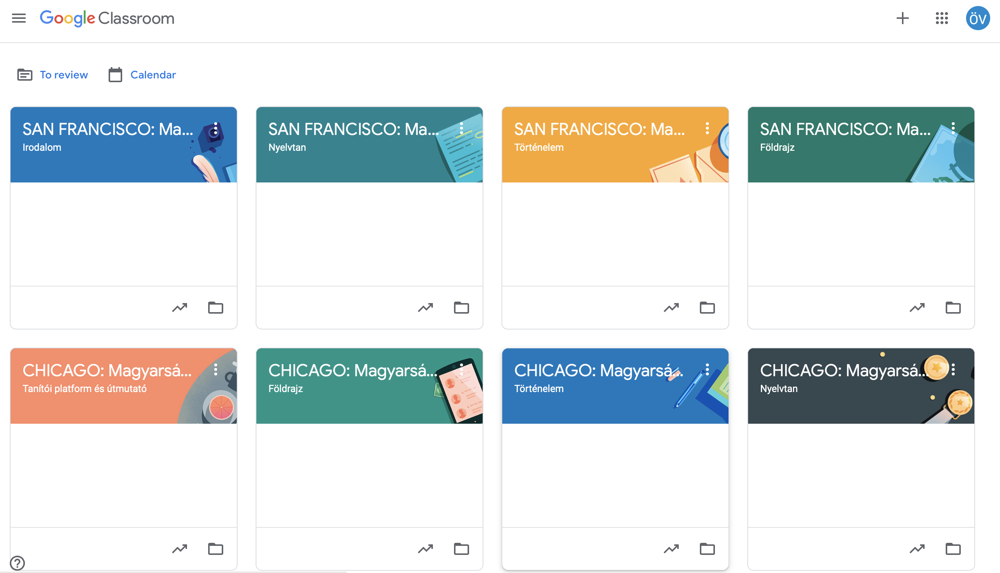 Google Classroom
ÖV
To review
Calendar
SAN FRANCISCO: Ma...
Irodalom
SAN FRANCISCO: Ma...
Nyelvtan
SAN FRANCISCO: Ma...
Történelem
SAN FRANCISCO: Ma...
Földrajz
CHICAGO: Magyarsá...
Tanítói platform és útmutató
CHICAGO: Magyarsá...
Földrajz
CHICAGO: Magyarsá...
Történelem
CHICAGO: Magyarsá...
Nyelvtan